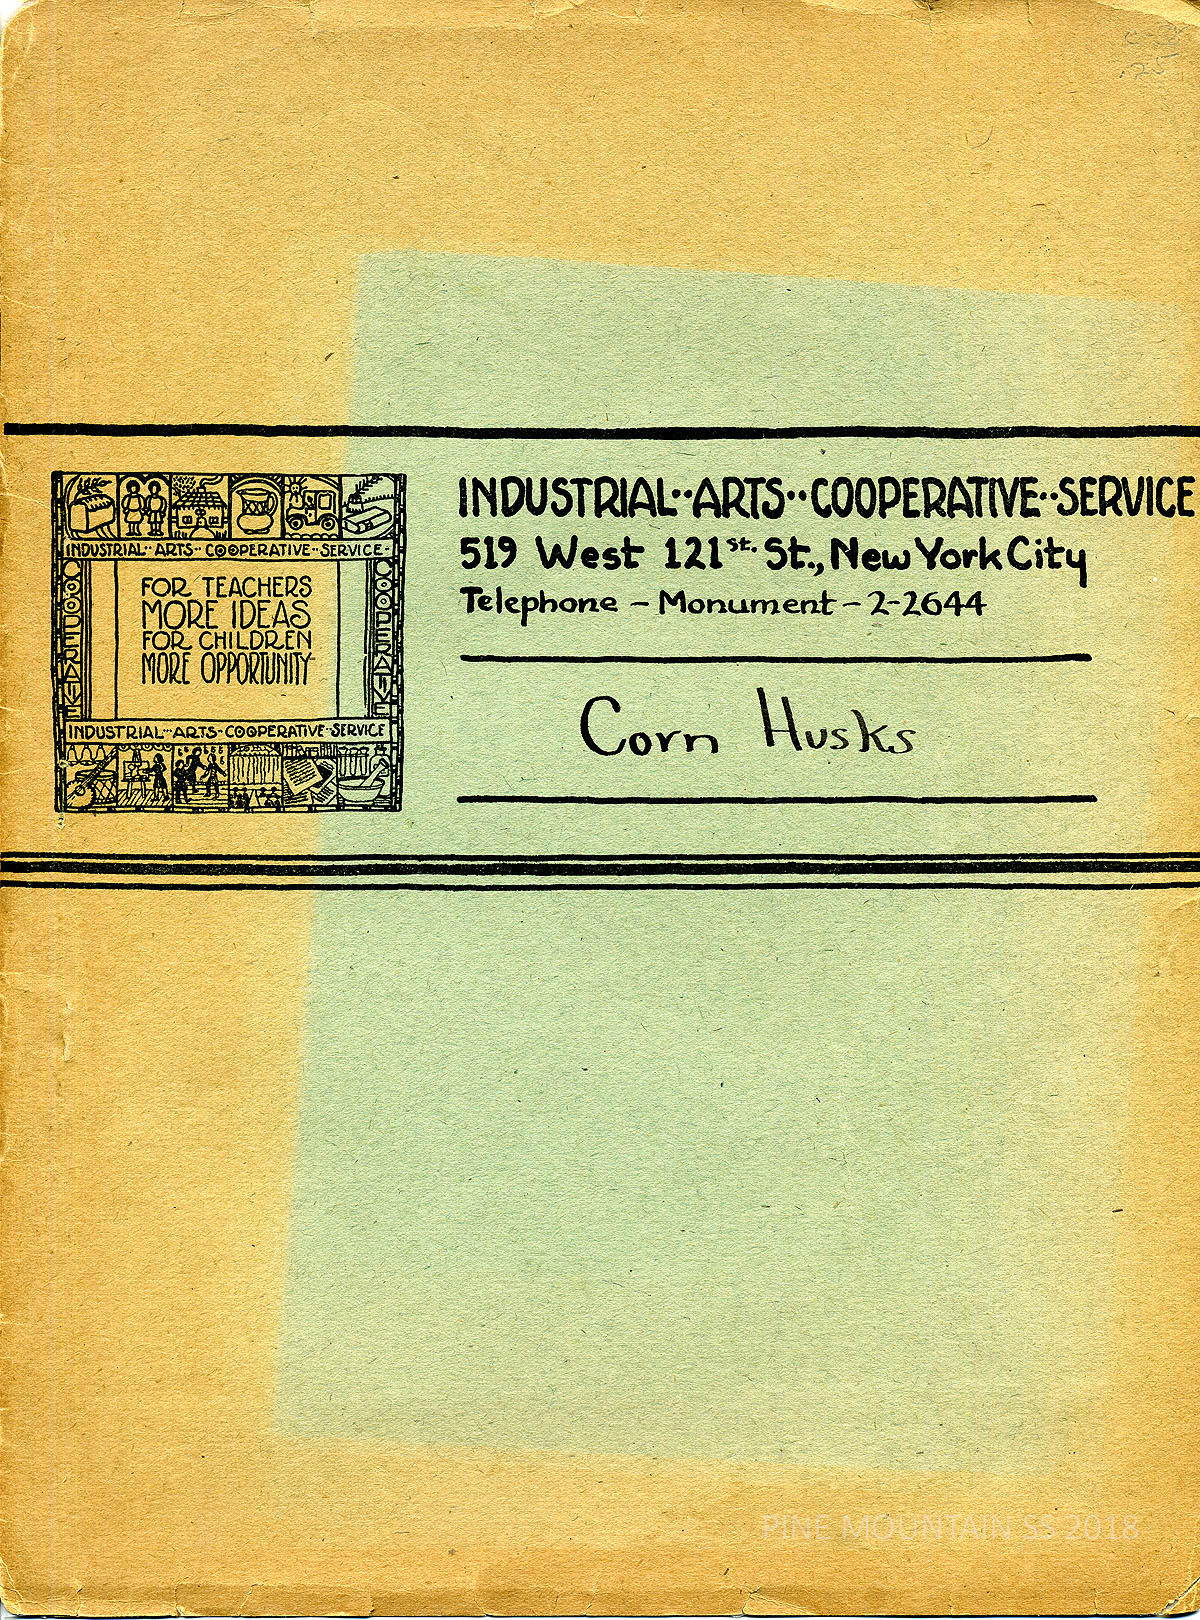 .25
INDUSTRIAL··ARTS··COOPERATIVE··SERVICE
519 West 121st. St., New York City
Telephone – Monument – 2-2644
Corn Husks
INDUSTRIAL··ARTS··COOPERATIVE··SERVICE·
COOPERATIVE
FOR TEACHERS
MORE IDEAS
FOR CHILDREN
MORE OPPORTUNITY
COOPERATIVE
INDUSTRIAL··ARTS·COOPERATIVE·SERVICE
PINE MOUNTAIN SS 2018